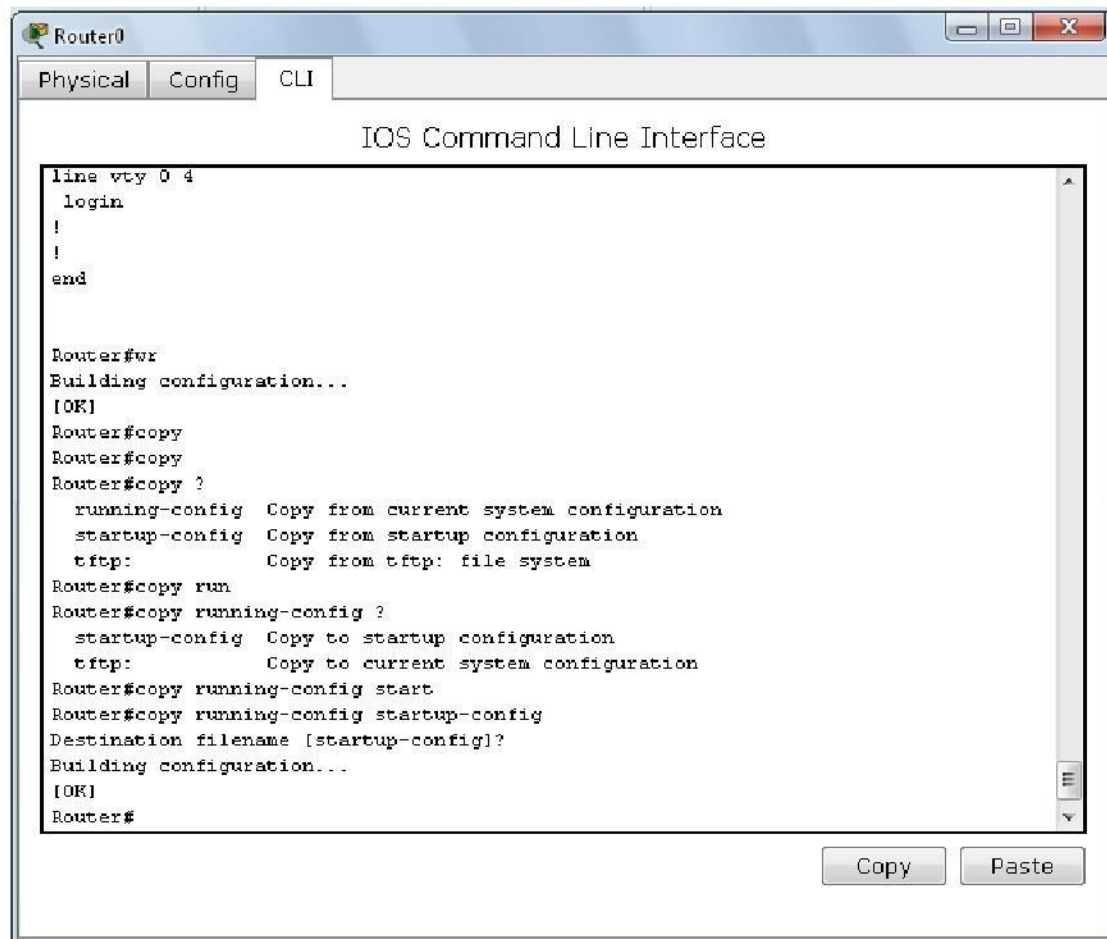 Router0
Physical Config CLI
IOS Command Line Interface
line vty 0 4
 login
!
!
end
Router#wr
Building configuration...
[OK]
Router#copy
Router#copy
Router#copy ?
  running-config  Copy from current system configuration
  startup-config  Copy from startup configuration
  tftp:           Copy from tftp: file system
Router#copy run
Router#copy running-config ?
  startup-config  Copy to startup configuration
  tftp:           Copy to current system configuration
Router#copy running-config start
Router#copy running-config startup-config
Destination filename [startup-config]?
Building configuration...
[OK]
Router#
Copy Paste